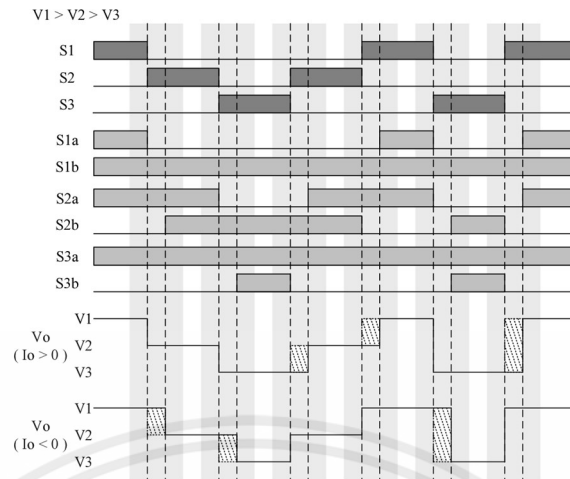 V1 > V2 > V3
S1
S2
S3
S1a
S1b
S2a
S2b
S3a
S3b
V1
Vo
V2
( Io > 0 )
V3
V1
Vo
V2
( Io < 0 )
V3